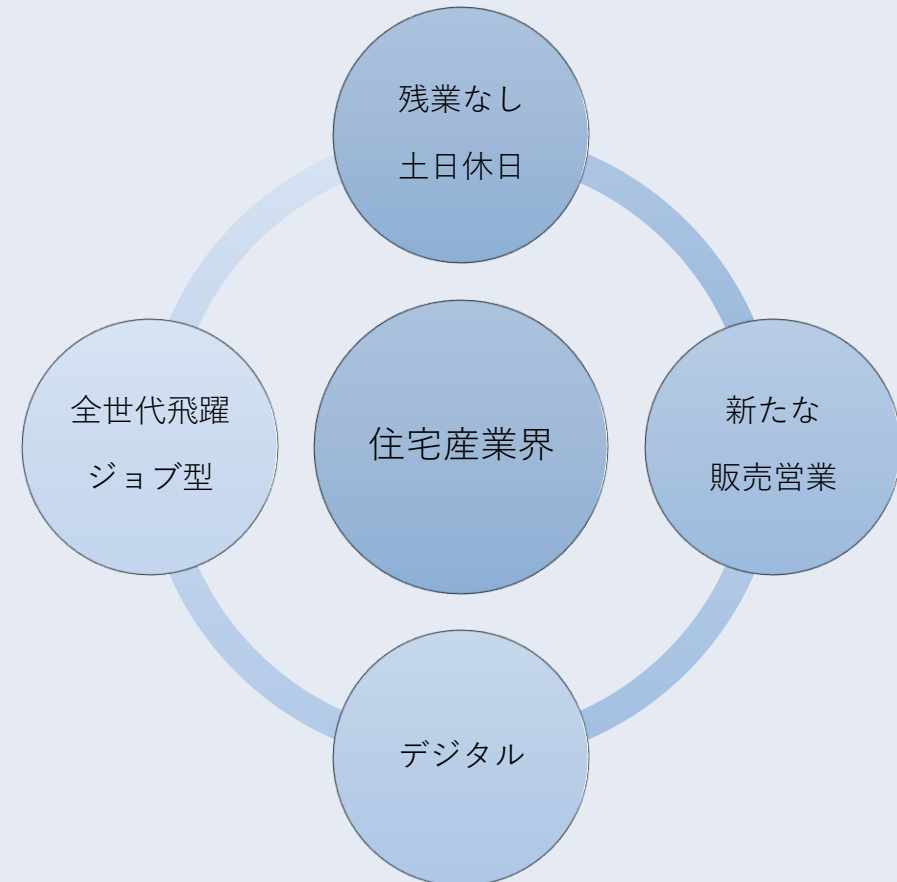 残業なし
土日休日
全世代飛躍
ジョブ型
住宅産業界
新たな
販売営業
デジタル